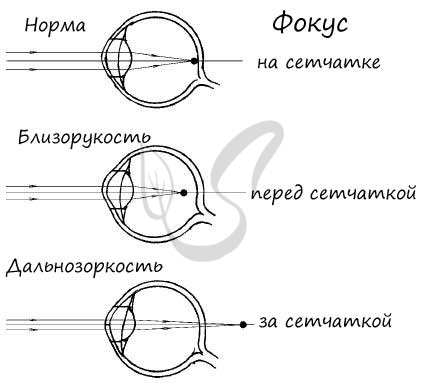 Норма
Фокус
на сетчатке
Близорукость
перед сетчаткой
Дальнозоркость
за сетчаткой